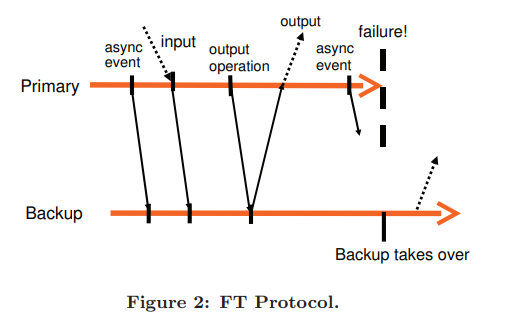 output
failure!
async
event
input
output
operation
async
event
Primary
Backup
Backup takes over
Figure 2: FT Protocol.